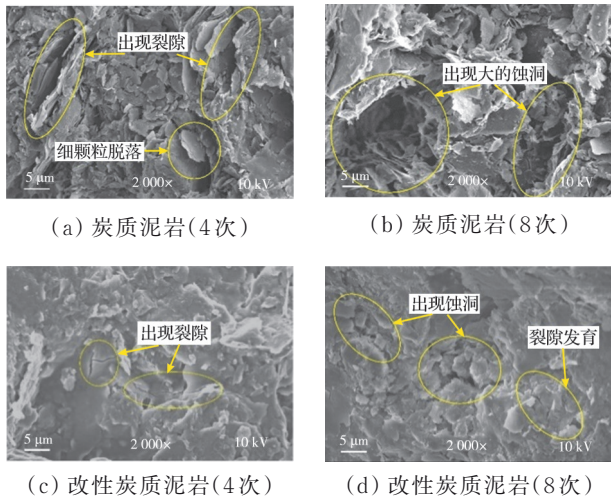 出现裂隙
细颗粒脱落
5 μm 2 000× 10 kV
(a) 炭质泥岩(4次)
出现大的蚀洞
5 μm 2 000× 10 kV
(b) 炭质泥岩(8次)
出现裂隙
5 μm 2 000× 10 kV
(c) 改性炭质泥岩(4次)
出现蚀洞
裂隙发育
5 μm 2 000× 10 kV
(d) 改性炭质泥岩(8次)